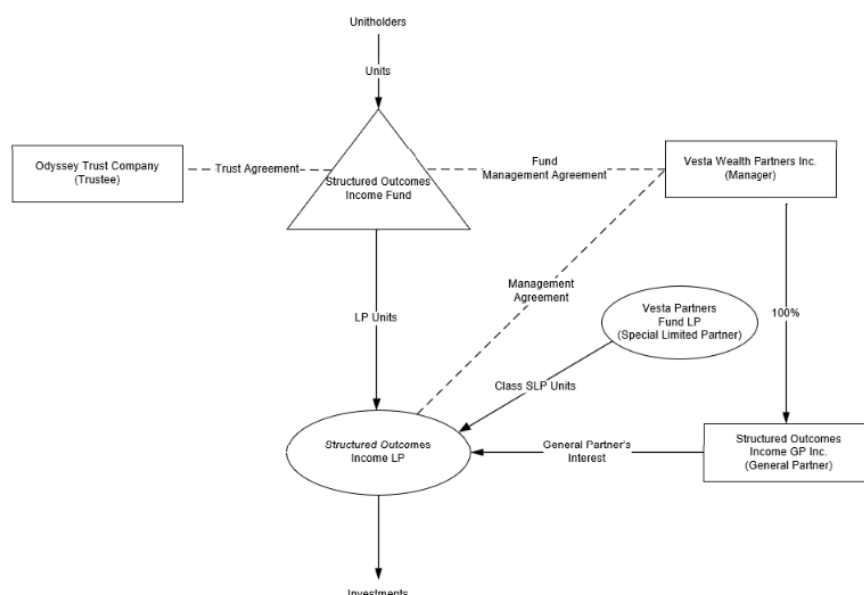 Unitholders
Units
Odyssey Trust Company
(Trustee)
Trust Agreement
Structured Outcomes
Income Fund
Fund
Management Agreement
Vesta Wealth Partners Inc.
(Manager)
Management
Agreement
LP Units
Vesta Partners
Fund LP
(Special Limited Partner)
100%
Class SLP Units
Structured Outcomes
Income LP
General Partner's
Interest
Structured Outcomes
Income GP Inc.
(General Partner)
Investments